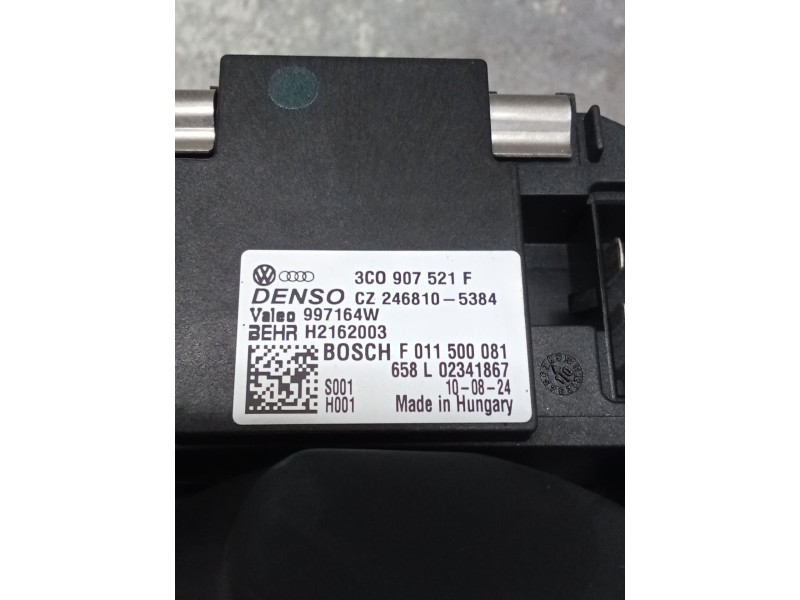 3C0 907 521 F
DENSO CZ 246810-5384
Valeo 997164W
BEHR H2162003
BOSCH F 011 500 081
658 L 02341867
S001 10-08-24
H001 Made in Hungary